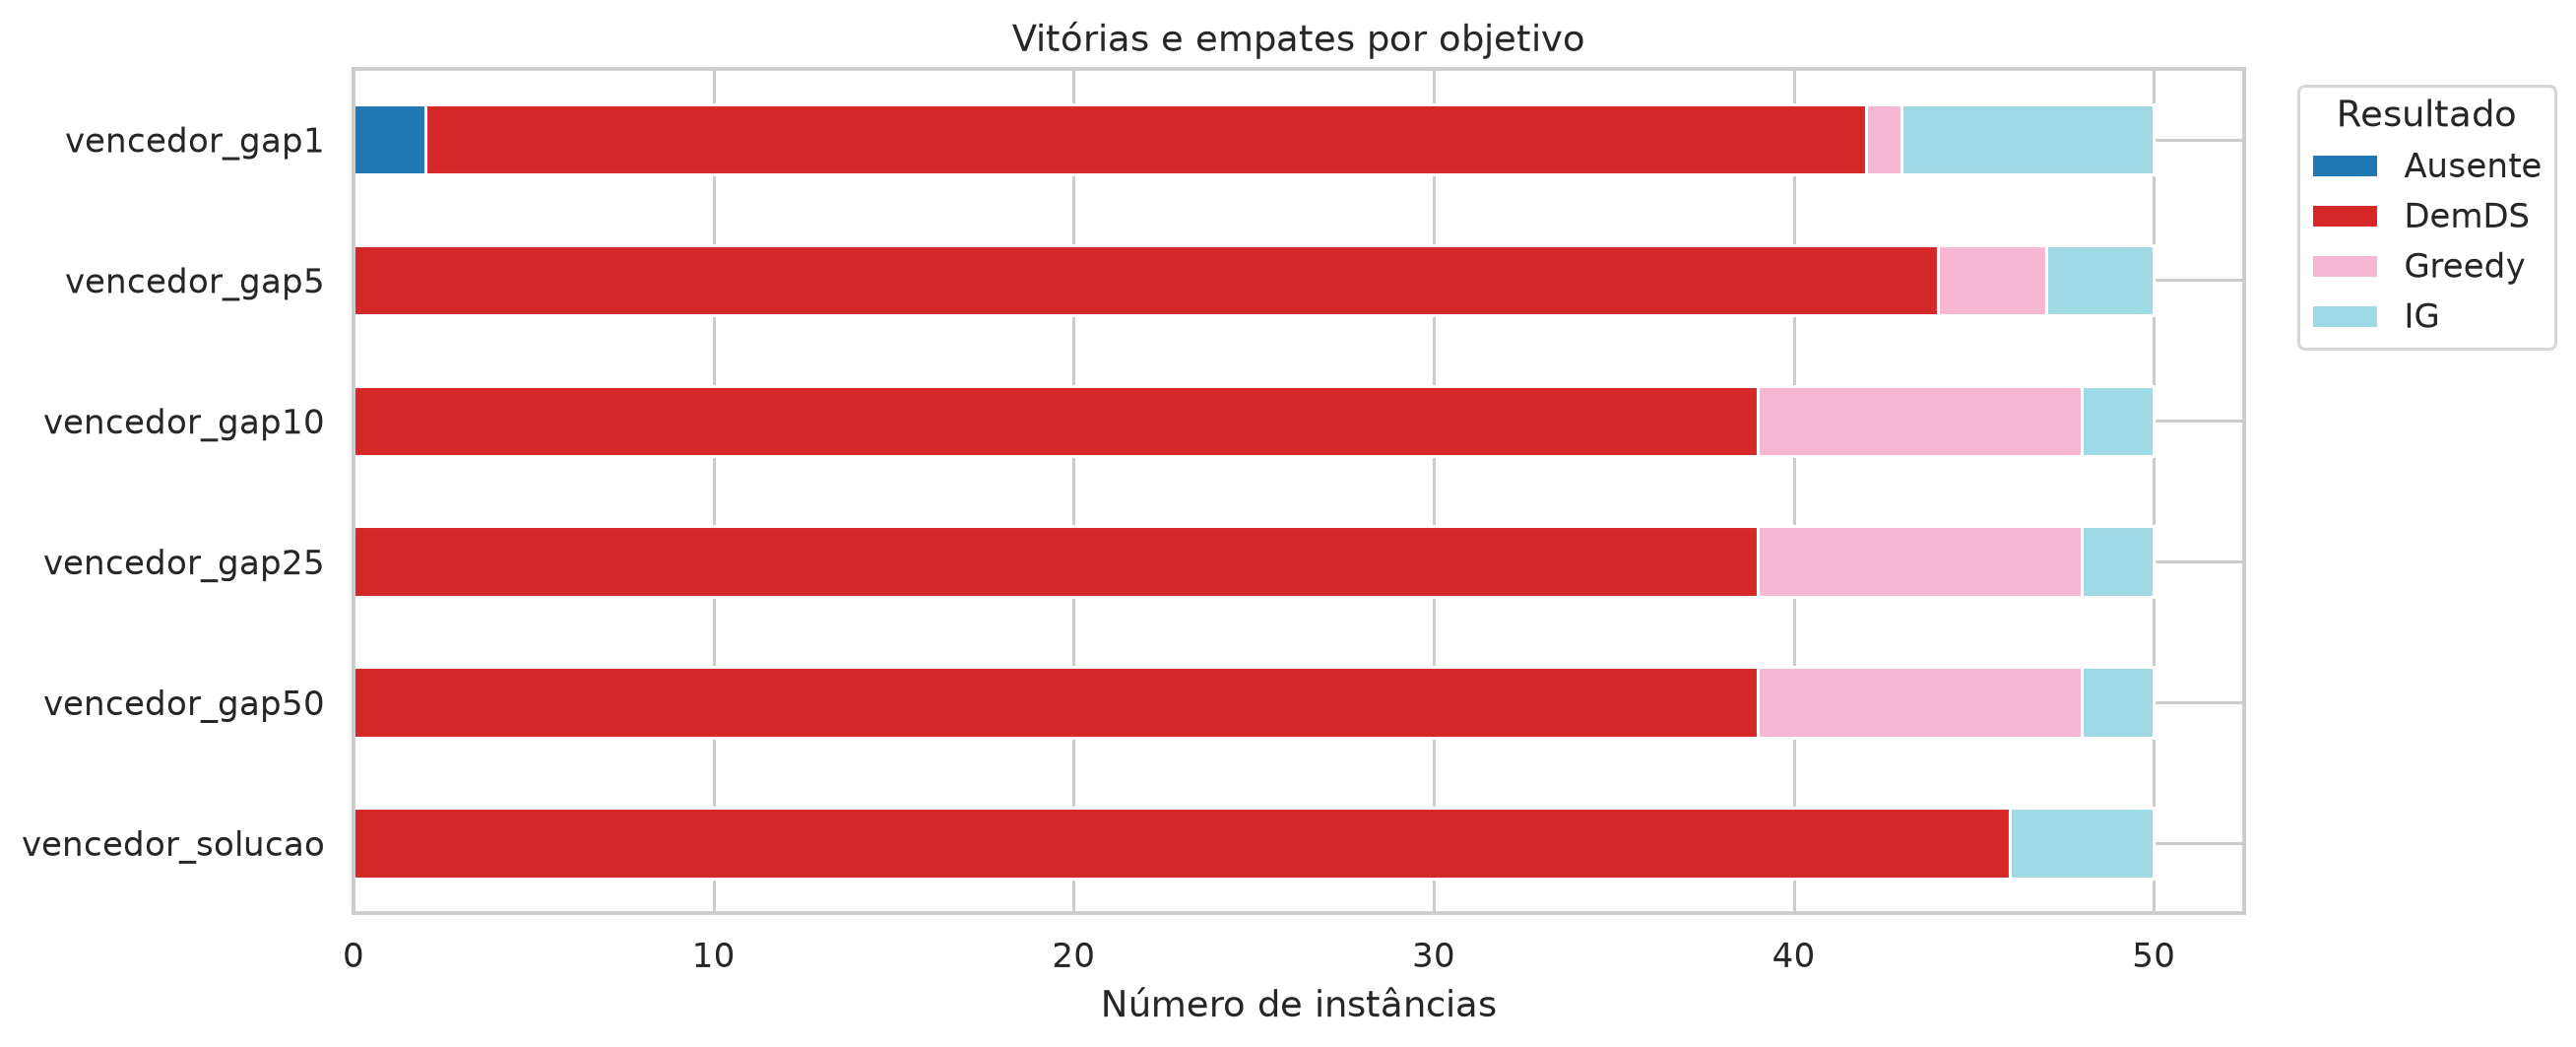 Vitórias e empates por objetivo
vencedor_gap1
vencedor_gap5
vencedor_gap10
vencedor_gap25
vencedor_gap50
vencedor_solucao
0 10 20 30 40 50
Número de instâncias
Resultado
Ausente
DemDS
Greedy
IG